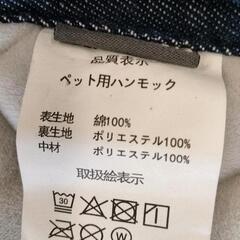 品質表示
ペット用ハンモック
表生地 綿100%
裏生地 ポリエステル100%
中材 ポリエステル100%
取扱絵表示
30
W